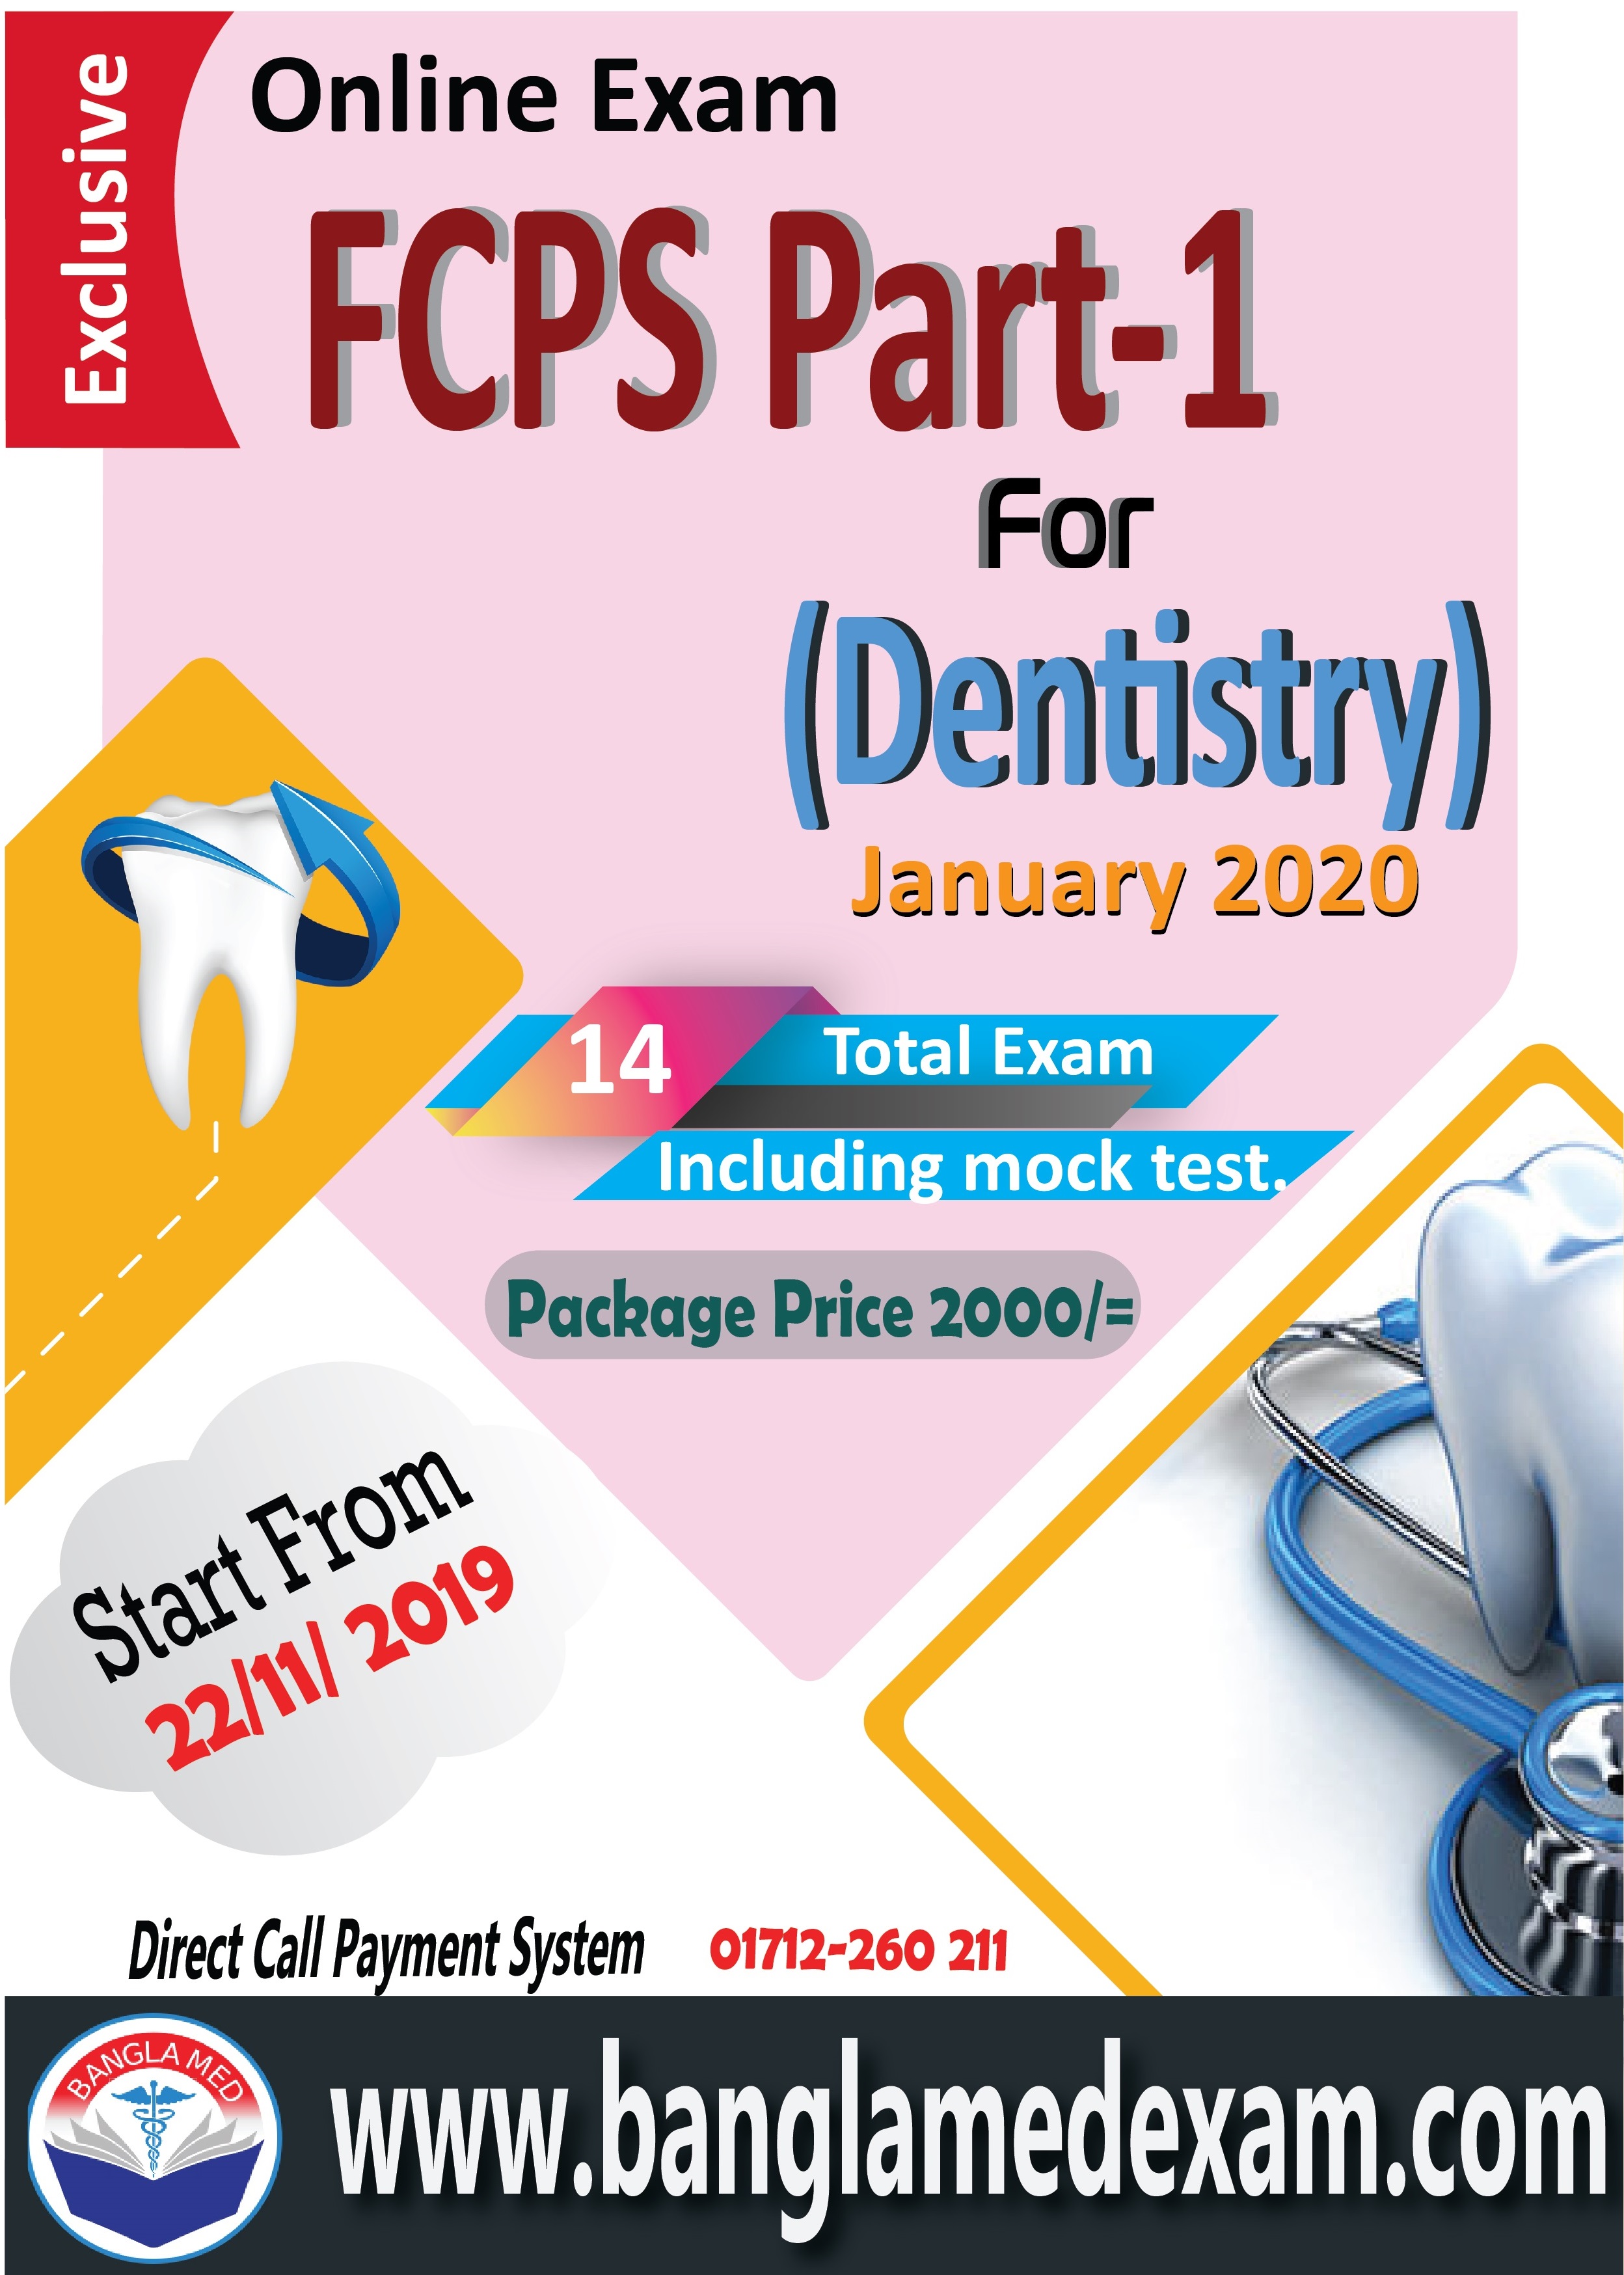 Exclusive
Online Exam
FCPS Part-1
For
(Dentistry)
January 2020
14
Total Exam
Including mock test.
Package Price 2000/=
Start From
22/11/ 2019
Direct Call Payment System 01712-260 211
BANGLA MED
www.banglamedexam.com